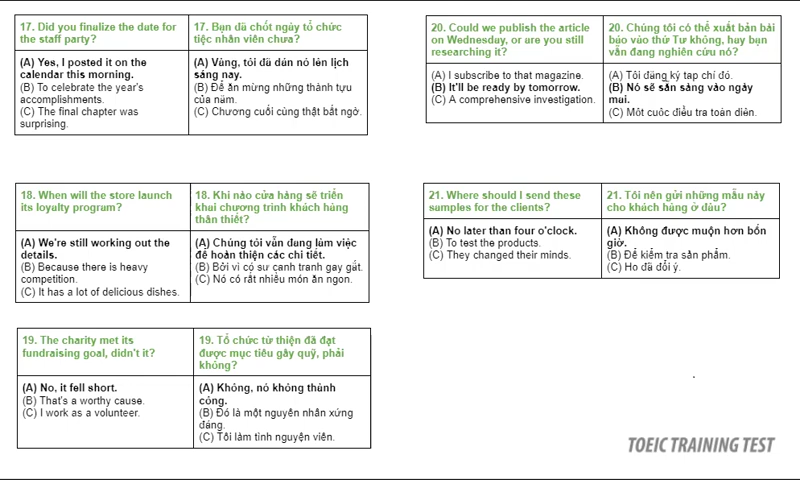 17. Did you finalize the date for
the staff party?
17. Bạn đã chốt ngày tổ chức
tiệc nhân viên chưa?
(A) Yes, I posted it on the
calendar this morning.
(B) To celebrate the year's
accomplishments.
(C) The final chapter was
surprising.
(A) Vâng, tôi đã dán nó lên lịch
sáng nay.
(B) Để ăn mừng những thành tựu
của năm.
(C) Chương cuối cùng thật bất ngờ.
18. When will the store launch
its loyalty program?
18. Khi nào cửa hàng sẽ triển
khai chương trình khách hàng
thân thiết?
(A) We're still working out the
details.
(B) Because there is heavy
competition.
(C) It has a lot of delicious dishes.
(A) Chúng tôi vẫn đang làm việc
để hoàn thiện các chi tiết.
(B) Bởi vì có sự cạnh tranh gay gắt.
(C) Nó có rất nhiều món ăn ngon.
19. The charity met its
fundraising goal, didn't it?
19. Tổ chức từ thiện đã đạt
được mục tiêu gây quỹ, phải
không?
(A) No, it fell short.
(B) That's a worthy cause.
(C) I work as a volunteer.
(A) Không, nó không thành
công.
(B) Đó là một nguyên nhân xứng
đáng.
(C) Tôi làm tình nguyện viên.
20. Could we publish the article
on Wednesday, or are you still
researching it?
20. Chúng tôi có thể xuất bản bài
báo vào thứ Tư không, hay bạn
vẫn đang nghiên cứu nó?
(A) I subscribe to that magazine.
(B) It'll be ready by tomorrow.
(C) A comprehensive investigation.
(A) Tôi đăng ký tạp chí đó.
(B) Nó sẽ sẵn sàng vào ngày
mai.
(C) Một cuộc điều tra toàn diện.
21. Where should I send these
samples for the clients?
21. Tôi nên gửi những mẫu này
cho khách hàng ở đâu?
(A) No later than four o'clock.
(B) To test the products.
(C) They changed their minds.
(A) Không được muộn hơn bốn
giờ.
(B) Để kiểm tra sản phẩm.
(C) Họ đã đổi ý.
TOEIC TRAINING TEST